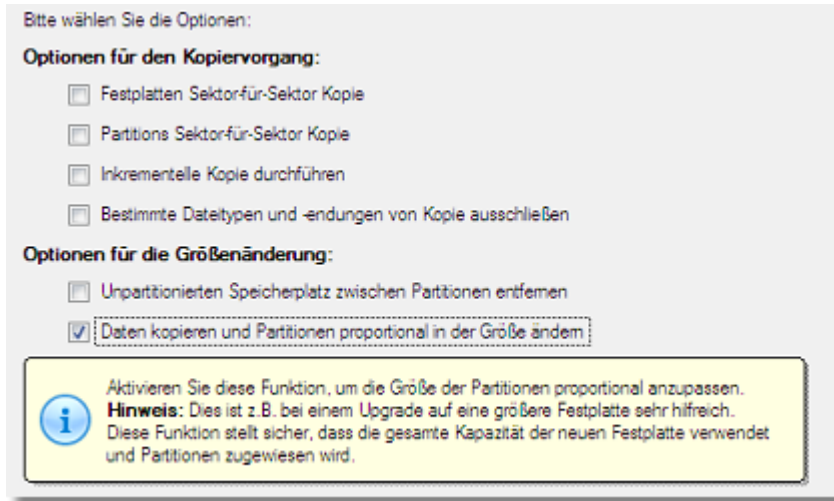 Bitte wählen Sie die Optionen:
Optionen für den Kopiervorgang:
Festplatten Sektor-für-Sektor Kopie
Partitions Sektor-für-Sektor Kopie
Inkrementelle Kopie durchführen
Bestimmte Dateitypen und -endungen von Kopie ausschließen
Optionen für die Größenänderung:
Unpartitionierten Speicherplatz zwischen Partitionen entfernen
Daten kopieren und Partitionen proportional in der Größe ändern
Aktivieren Sie diese Funktion, um die Größe der Partitionen proportional anzupassen.
Hinweis: Dies ist z.B. bei einem Upgrade auf eine größere Festplatte sehr hilfreich.
Diese Funktion stellt sicher, dass die gesamte Kapazität der neuen Festplatte verwendet
und Partitionen zugewiesen wird.